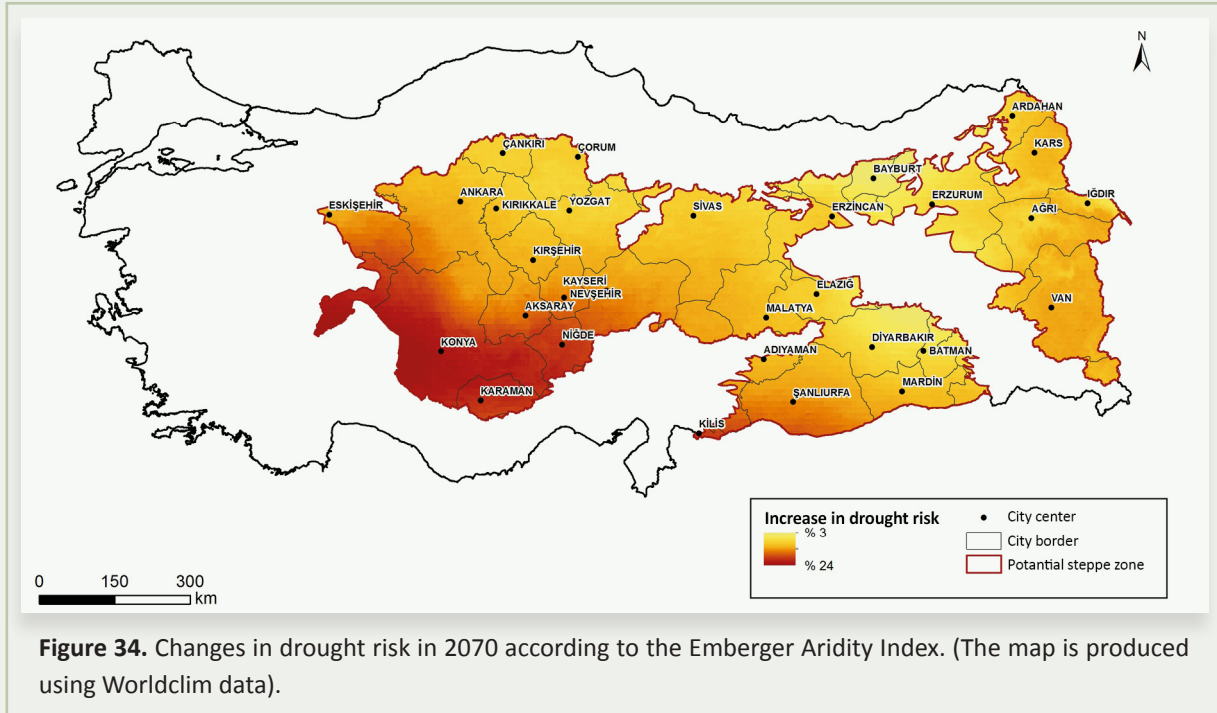 N
ARDAHAN
KARS
ÇANKIRI
ÇORUM
BAYBURT
ANKARA
KIRIKKALE
YOZGAT
SİVAS
ERZİNCAN
ERZURUM
IĞDIR
AĞRI
ESKİŞEHİR
KIRŞEHİR
KAYSERİ
NEVŞEHİR
AKSARAY
ELAZIĞ
MALATYA
VAN
KONYA
NİĞDE
ADIYAMAN
DİYARBAKIR
BATMAN
KARAMAN
ŞANLIURFA
MARDİN
KİLİS
Increase in drought risk
% 3
% 24
City center
City border
Potantial steppe zone
0 150 300
km
Figure 34. Changes in drought risk in 2070 according to the Emberger Aridity Index. (The map is produced
using Worldclim data).